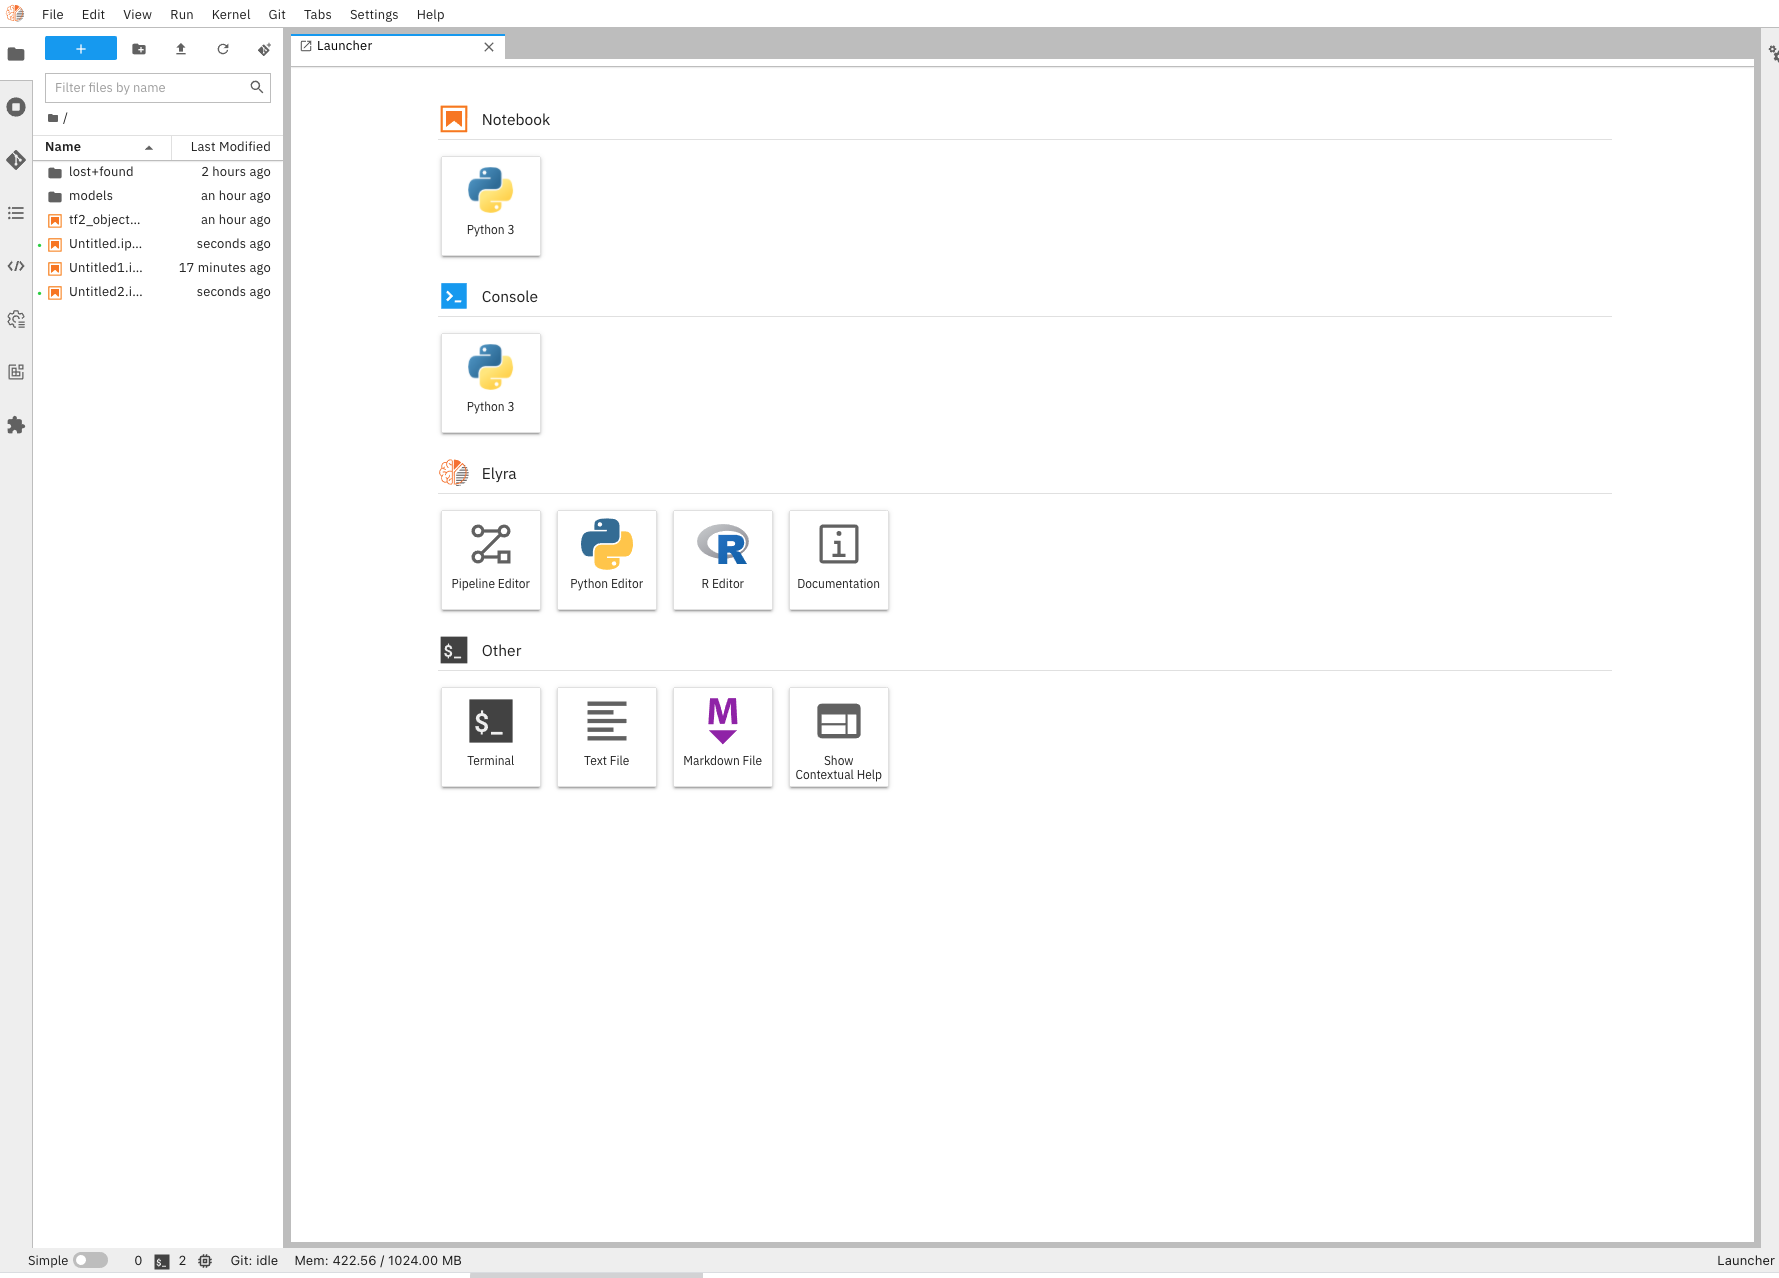 File Edit View Run Kernel Git Tabs Settings Help
Launcher
Filter files by name
/
Name Last Modified
lost+found 2 hours ago
models an hour ago
tf2_object... an hour ago
Untitled.ip... seconds ago
Untitled1.i... 17 minutes ago
Untitled2.i... seconds ago
Notebook
Python 3
Console
Python 3
Elyra
Pipeline Editor Python Editor R Editor Documentation
$_ Other
$_ M
Terminal Text File Markdown File Show
Contextual Help
Simple 0 $_ 2 Git: idle Mem: 422.56 / 1024.00 MB Launcher